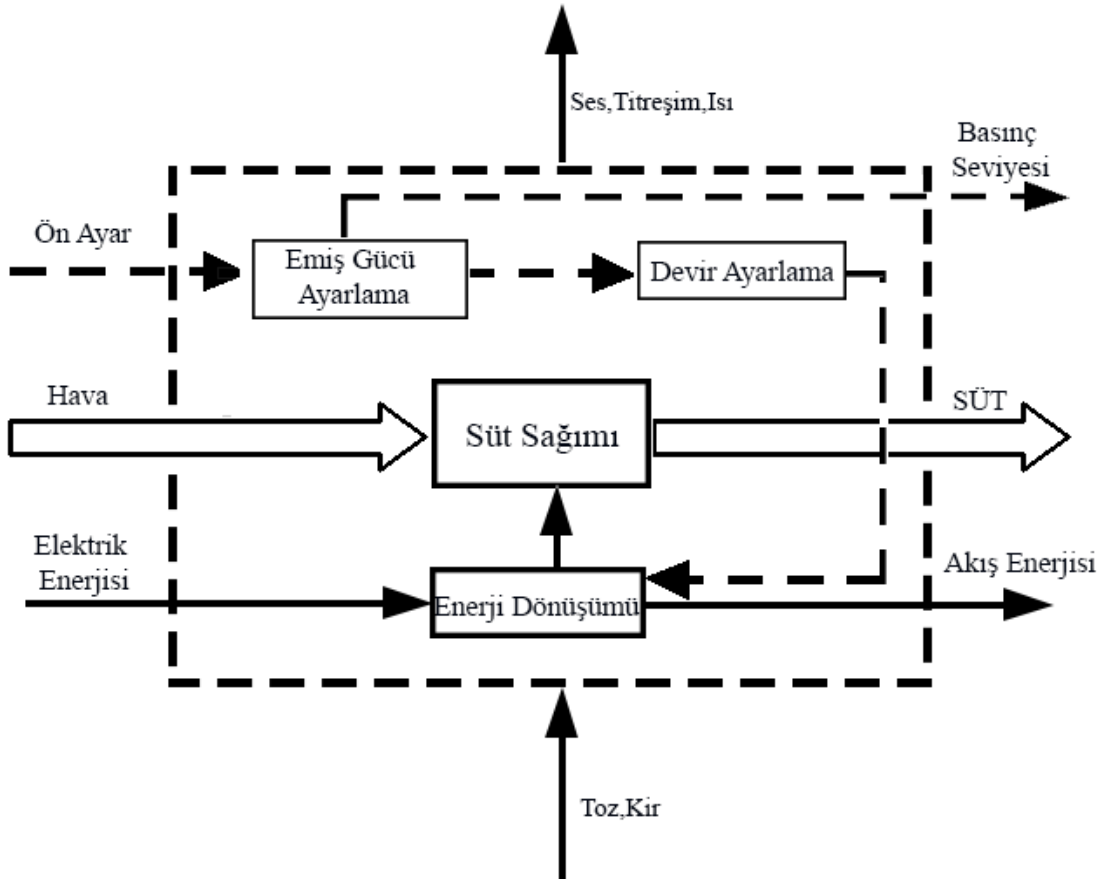 Ses,Titreşim,Isı
Basınç
Seviyesi
Ön Ayar
Emiş Gücü
Ayarlama
Devir Ayarlama
Hava
Süt Sağımı
SÜT
Elektrik
Enerjisi
Enerji Dönüşümü
Akış Enerjisi
Toz,Kir